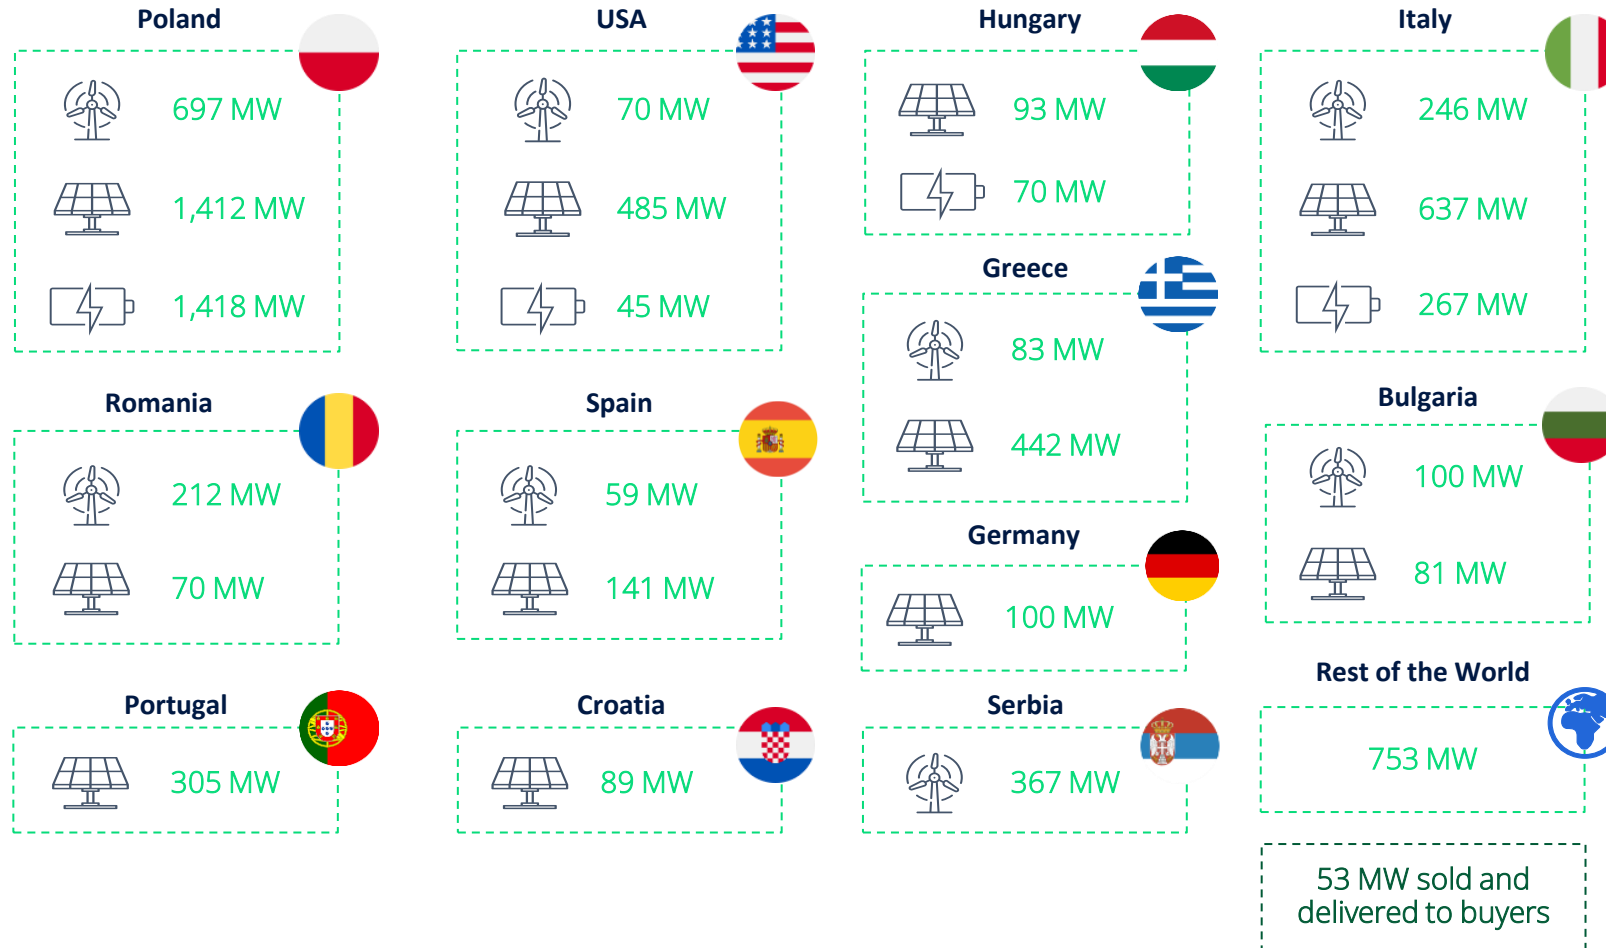 Poland
697 MW
1,412 MW
1,418 MW
USA
70 MW
485 MW
45 MW
Hungary
93 MW
70 MW
Italy
246 MW
637 MW
267 MW
Greece
83 MW
442 MW
Romania
212 MW
70 MW
Spain
59 MW
141 MW
Germany
100 MW
Bulgaria
100 MW
81 MW
Portugal
305 MW
Croatia
89 MW
Serbia
367 MW
Rest of the World
753 MW
53 MW sold and
delivered to buyers